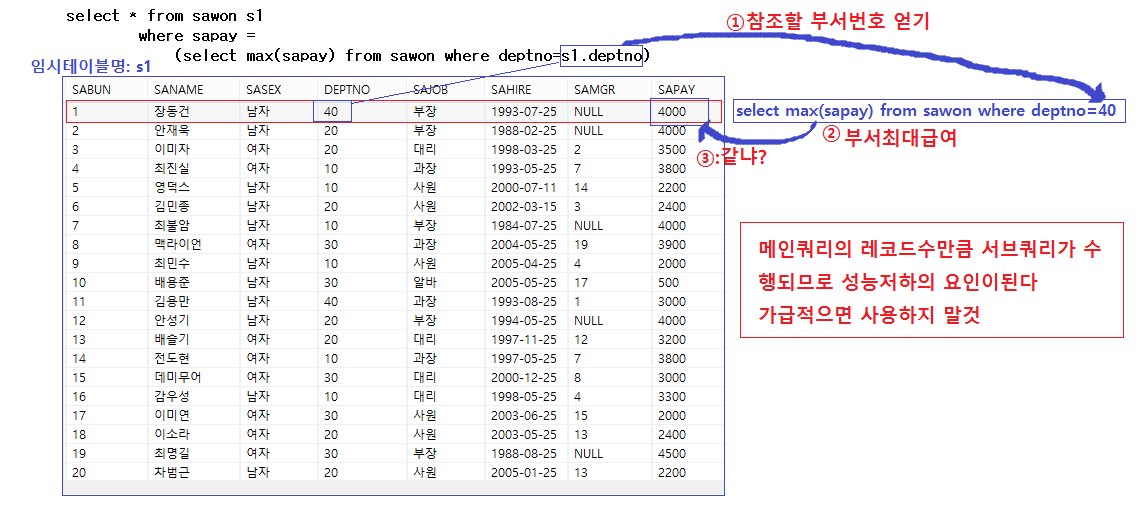 select * from sawon s1
where sapay =
(select max(sapay) from sawon where deptno=s1.deptno)
①참조할 부서번호 얻기
임시테이블명: s1
SABUN SANAME SASEX DEPTNO SAJOB SAHIRE SAMGR SAPAY
1 장동건 남자 40 부장 1993-07-25 NULL 4000
2 안재욱 남자 20 부장 1988-02-25 NULL 4000
3 이미자 여자 20 대리 1998-03-25 2 3500
4 최진실 여자 10 과장 1993-05-25 7 3800
5 영덕스 남자 10 사원 2000-07-11 14 2200
6 김민종 남자 20 사원 2002-03-15 3 2400
7 최불암 남자 10 부장 1984-07-25 NULL 4000
8 맥라이언 여자 30 과장 2004-05-25 19 3900
9 최민수 남자 10 사원 2005-04-25 4 2000
10 배용준 남자 30 알바 2005-05-25 17 500
11 김용만 남자 40 과장 1993-08-25 1 3000
12 안성기 남자 20 부장 1994-05-25 NULL 4000
13 배슬기 여자 20 대리 1997-11-25 12 3200
14 전도현 여자 10 과장 1997-05-25 7 3800
15 데미무어 여자 30 대리 2000-12-25 8 3000
16 감우성 남자 10 대리 1998-05-25 4 3300
17 이미연 여자 30 사원 2003-06-25 15 2000
18 이소라 여자 20 사원 2003-05-25 13 2400
19 최명길 여자 30 부장 1988-08-25 NULL 4500
20 차범근 남자 20 사원 2005-01-25 13 2200
select max(sapay) from sawon where deptno=40
② 부서최대급여
③:같냐?
메인쿼리의 레코드수만큼 서브쿼리가 수
행되므로 성능저하의 요인이된다
가급적으면 사용하지 말것